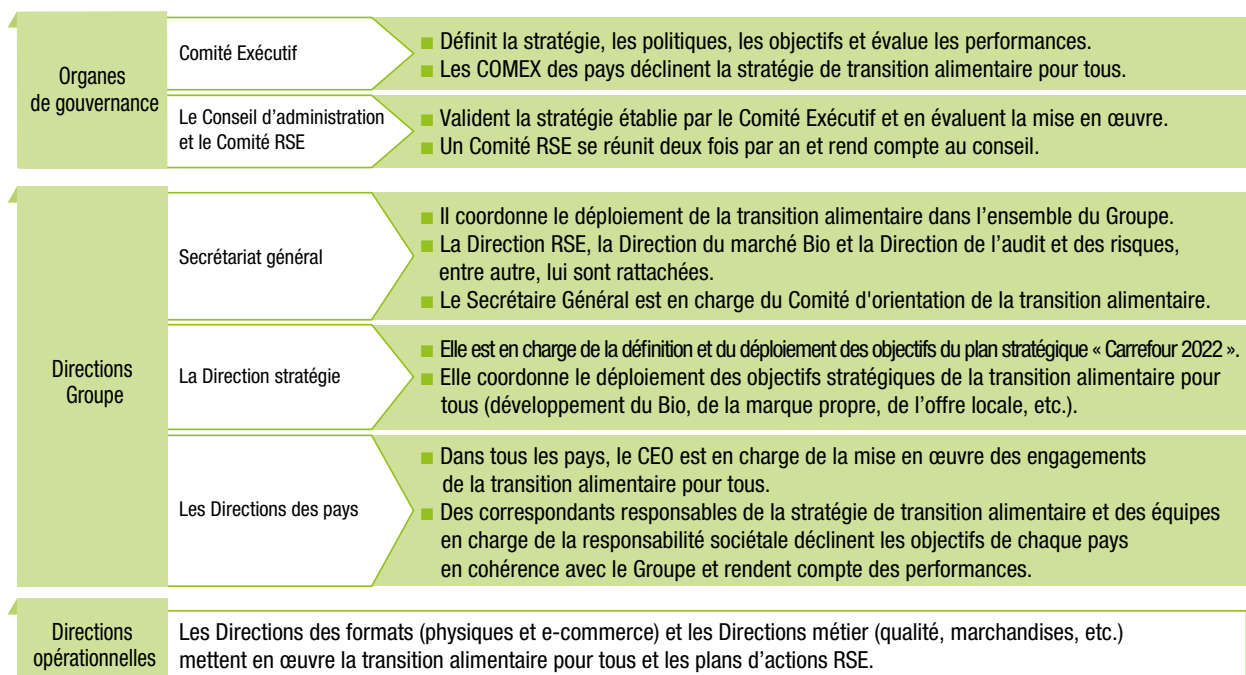 Organes
de gouvernance
Comité Exécutif
■ Définit la stratégie, les politiques, les objectifs et évalue les performances.
■ Les COMEX des pays déclinent la stratégie de transition alimentaire pour tous.
Le Conseil d'administration
et le Comité RSE
■ Valident la stratégie établie par le Comité Exécutif et en évaluent la mise en œuvre.
■ Un Comité RSE se réunit deux fois par an et rend compte au conseil.
Directions
Groupe
Secrétariat général
■ Il coordonne le déploiement de la transition alimentaire dans l'ensemble du Groupe.
■ La Direction RSE, la Direction du marché Bio et la Direction de l'audit et des risques,
entre autre, lui sont rattachées.
■ Le Secrétaire Général est en charge du Comité d'orientation de la transition alimentaire.
La Direction stratégie
■ Elle est en charge de la définition et du déploiement des objectifs du plan stratégique « Carrefour 2022 ».
■ Elle coordonne le déploiement des objectifs stratégiques de la transition alimentaire pour
tous (développement du Bio, de la marque propre, de l'offre locale, etc.).
Les Directions des pays
■ Dans tous les pays, le CEO est en charge de la mise en œuvre des engagements
de la transition alimentaire pour tous.
■ Des correspondants responsables de la stratégie de transition alimentaire et des équipes
en charge de la responsabilité sociétale déclinent les objectifs de chaque pays
en cohérence avec le Groupe et rendent compte des performances.
Directions
opérationnelles
Les Directions des formats (physiques et e-commerce) et les Directions métier (qualité, marchandises, etc.)
mettent en œuvre la transition alimentaire pour tous et les plans d'actions RSE.